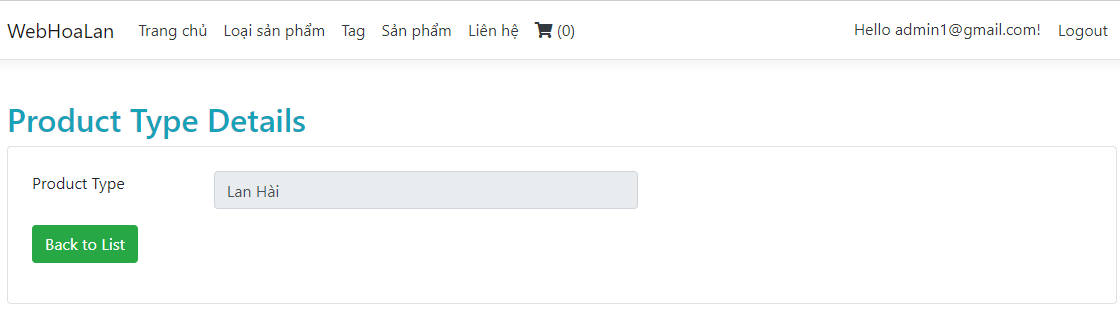 WebHoaLan Trang chủ Loại sản phẩm Tag Sản phẩm Liên hệ (0) Hello admin1@gmail.com! Logout
Product Type Details
Product Type Lan Hài
Back to List